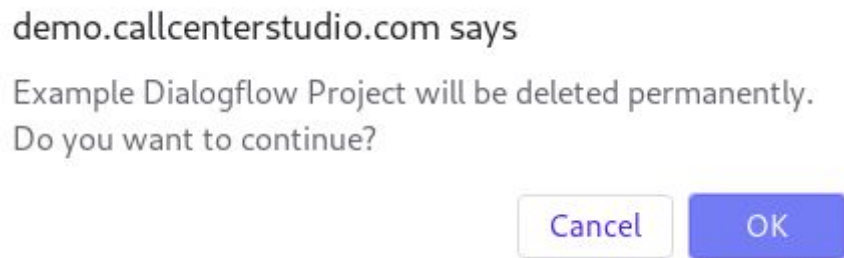 demo.callcenterstudio.com says
Example Dialogflow Project will be deleted permanently.
Do you want to continue?
Cancel
OK